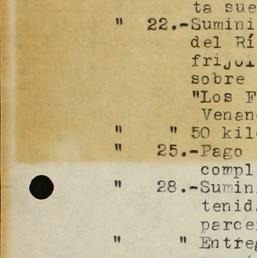 ta sue
" 22.-Sumini
del Rí
frijol
sobre
"Los F
Venan
" " 50 kil
" 25.-Pago
compl
" 28.-Sumin
tenid
parce
" " Entre